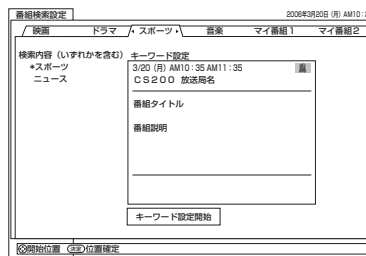 番組検索設定
2006年3月20日 (月) AM10:
映画 ドラマ スポーツ 音楽 マイ番組1 マイ番組2
検索内容 (いずれかを含む)
*スポーツ
ニュース
キーワード設定
3/20 (月) AM10:35 AM11:35
CS200 放送局名
番組タイトル
番組説明
キーワード設定開始
開始位置 決定 位置確定